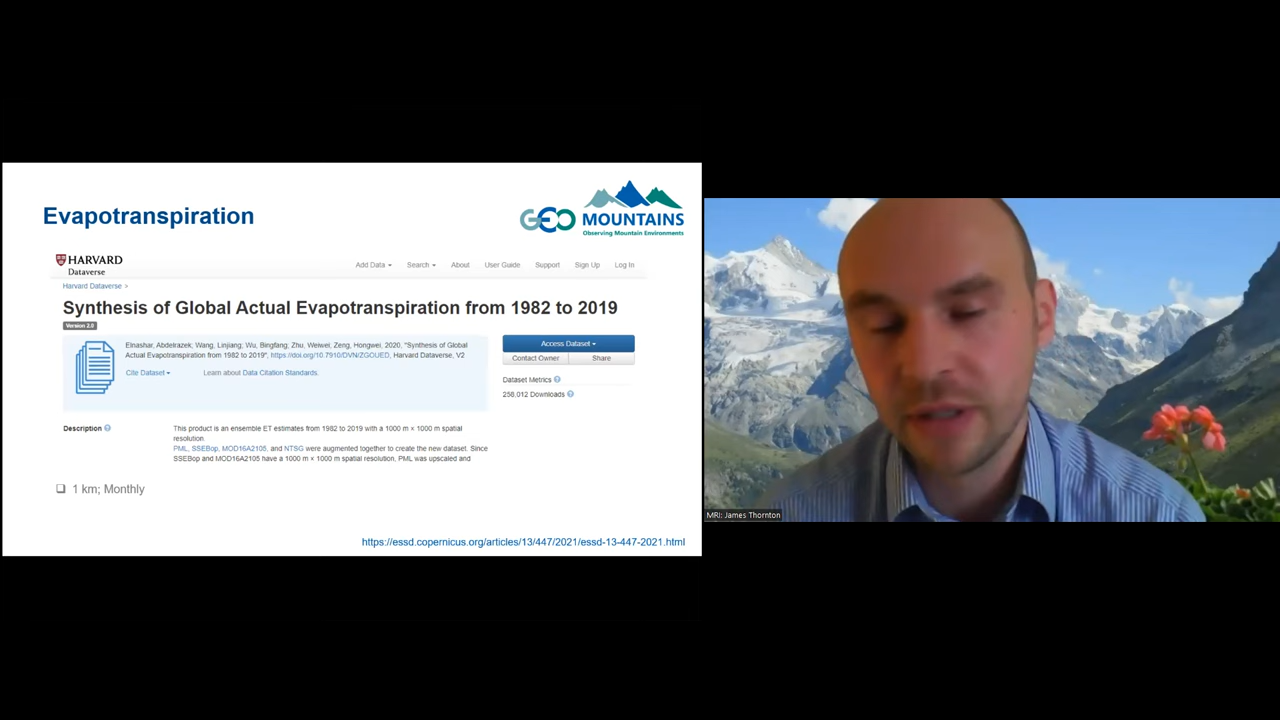 Evapotranspiration
GEO MOUNTAINS
Observing Mountain Environments
HARVARD
Dataverse
Add Data Search About User Guide Support Sign Up Log In
Harvard Dataverse >
Synthesis of Global Actual Evapotranspiration from 1982 to 2019
Version 2.0
Elnashar, Abdelrazek; Wang, Linjiang; Wu, Bingfang; Zhu, Weiwei; Zeng, Hongwei, 2020, "Synthesis of Global
Actual Evapotranspiration from 1982 to 2019", https://doi.org/10.7910/DVN/ZGOUED, Harvard Dataverse, V2
Cite Dataset Learn about Data Citation Standards.
Access Dataset
Contact Owner Share
Dataset Metrics ?
258,012 Downloads ?
Description ? This product is an ensemble ET estimates from 1982 to 2019 with a 1000 m × 1000 m spatial
resolution.
PML, SSEBop, MOD16A2105, and NTSG were augmented together to create the new dataset. Since
SSEBop and MOD16A2105 have a 1000 m × 1000 m spatial resolution, PML was upscaled and
❑ 1 km; Monthly
https://essd.copernicus.org/articles/13/447/2021/essd-13-447-2021.html
MRI: James Thornton